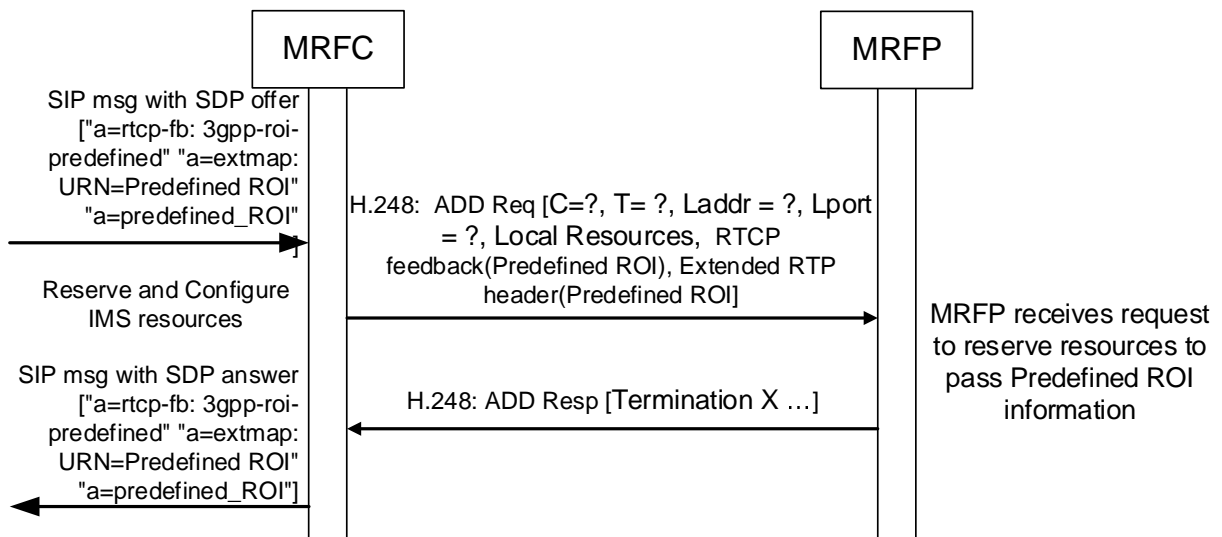 MRFC
MRFP
SIP msg with SDP offer
["a=rtcp-fb: 3gpp-roi-
predefined" "a=extmap:
URN=Predefined ROI"
"a=predefined_ROI"
]
H.248: ADD Req [C=?, T= ?, Laddr = ?, Lport
= ?, Local Resources, RTCP
feedback(Predefined ROI), Extended RTP
header(Predefined ROI]
Reserve and Configure
IMS resources
MRFP receives request
to reserve resources to
pass Predefined ROI
information
SIP msg with SDP answer
["a=rtcp-fb: 3gpp-roi-
predefined" "a=extmap:
URN=Predefined ROI"
"a=predefined_ROI"]
H.248: ADD Resp [Termination X ...]